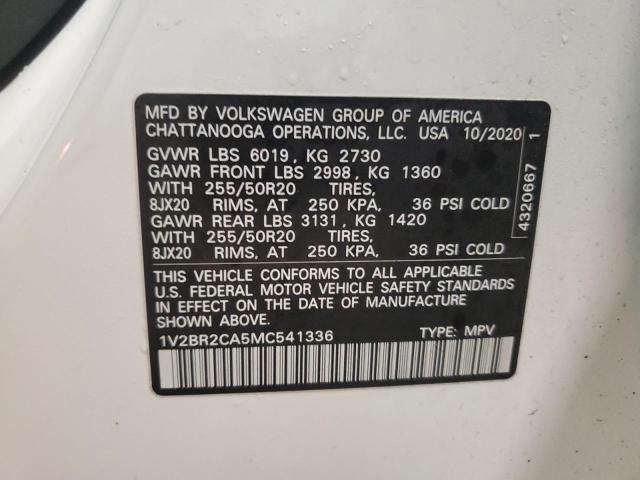 MFD BY VOLKSWAGEN GROUP OF AMERICA
CHATTANOOGA OPERATIONS, LLC. USA 10/2020
GVWR LBS 6019, KG 2730
GAWR FRONT LBS 2998, KG 1360
WITH 255/50R20 TIRES,
8JX20 RIMS, AT 250 KPA, 36 PSI COLD
GAWR REAR LBS 3131, KG 1420
WITH 255/50R20 TIRES,
8JX20 RIMS, AT 250 KPA, 36 PSI COLD
THIS VEHICLE CONFORMS TO ALL APPLICABLE
U.S. FEDERAL MOTOR VEHICLE SAFETY STANDARDS
IN EFFECT ON THE DATE OF MANUFACTURE
SHOWN ABOVE.
1V2BR2CA5MC541336 TYPE: MPV
4320667 1